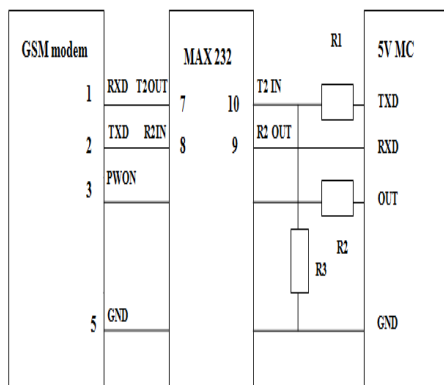 GSM modem
MAX 232
R1
5V MC
1 RXD T2OUT 7 10 T2 IN TXD
2 TXD R2IN 8 9 R2 OUT RXD
3 PWON OUT
R2
R3
5 GND GND